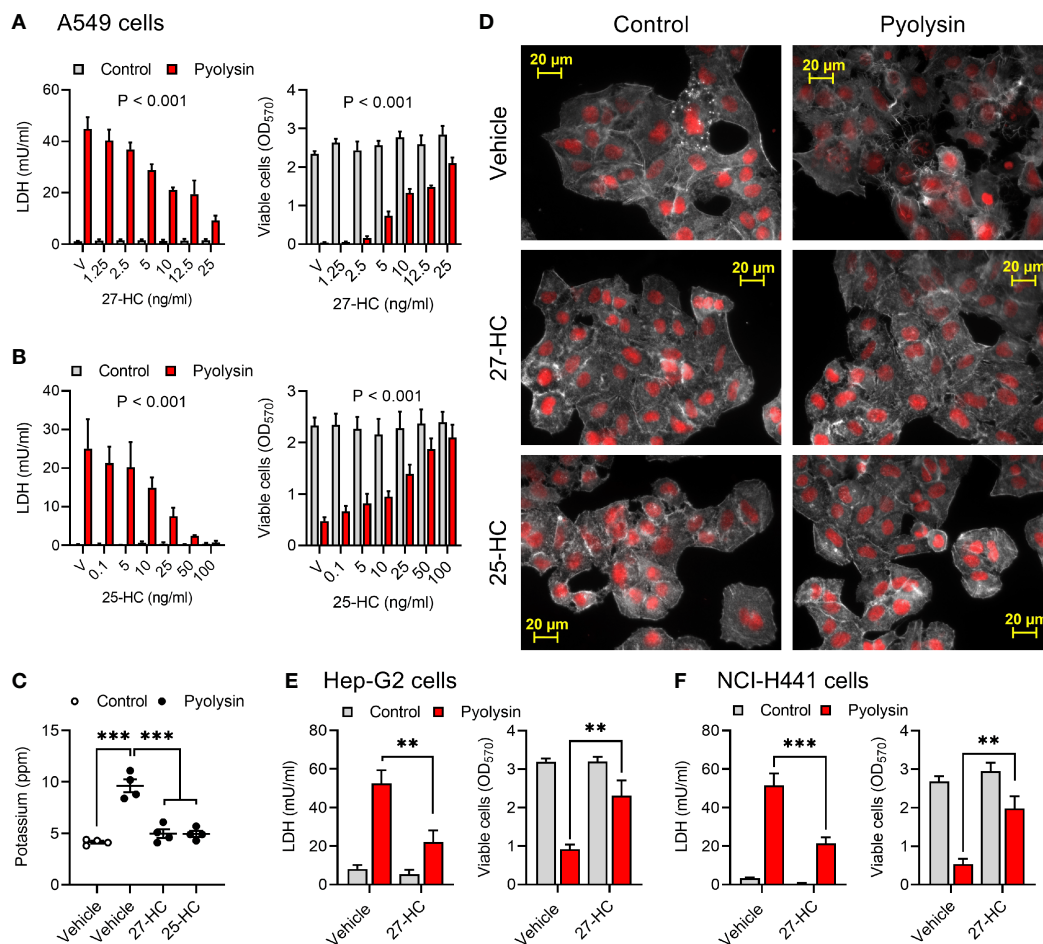 A A549 cells
Control Pyolysin
P < 0.001
LDH (mU/ml)
60
40
20
0
V 1.25 2.5 5 10 12.5 25
27-HC (ng/ml)
P < 0.001
Viable cells (OD570)
4
3
2
1
0
V 1.25 2.5 5 10 12.5 25
27-HC (ng/ml)
B
Control Pyolysin
P < 0.001
LDH (mU/ml)
40
30
20
10
0
V 0.1 5 10 25 50 100
25-HC (ng/ml)
P < 0.001
Viable cells (OD570)
3
2
1
0
V 0.1 5 10 25 50 100
25-HC (ng/ml)
C
Control Pyolysin
*** ***
Potassium (ppm)
15
10
5
0
Vehicle Vehicle 27-HC 25-HC
D
Control Pyolysin
Vehicle
20 µm 20 µm
27-HC
20 µm 20 µm
25-HC
20 µm 20 µm
E Hep-G2 cells
Control Pyolysin
**
LDH (mU/ml)
80
60
40
20
0
Vehicle 27-HC
**
Viable cells (OD570)
4
3
2
1
0
Vehicle 27-HC
F NCI-H441 cells
Control Pyolysin
***
LDH (mU/ml)
80
60
40
20
0
Vehicle 27-HC
**
Viable cells (OD570)
4
3
2
1
0
Vehicle 27-HC